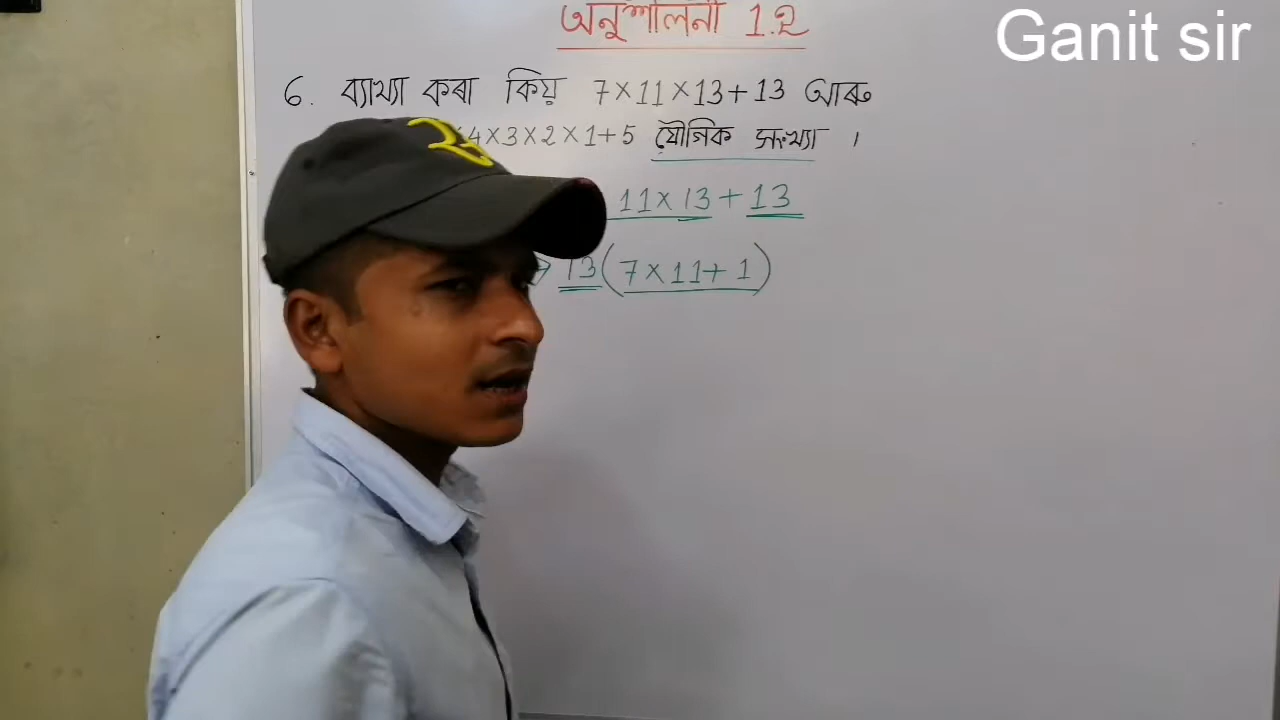 Ganit sir
অনুশীলনী 1.2
6. ব্যাখ্যা কৰা কিয় 7×11×13+13 আৰু
4×3×2×1+5 যৌগিক সংখ্যা ।
11×13+13
→ 13(7×11+1)